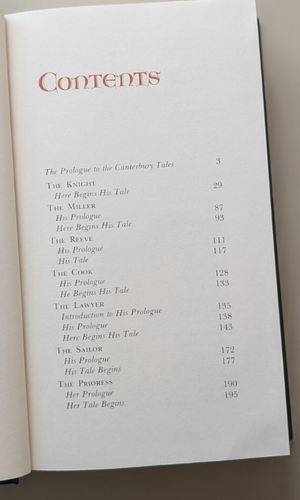 CONTENTS
The Prologue to the Canterbury Tales 3
THE KNIGHT
Here Begins His Tale 29
THE MILLER
His Prologue 87
Here Begins His Tale 93
THE REEVE
His Prologue 111
His Tale 117
THE COOK
His Prologue 128
He Begins His Tale 133
THE LAWYER
Introduction to His Prologue 135
His Prologue 138
Here Begins His Tale 143
THE SAILOR
His Prologue 172
His Tale Begins 177
THE PRIORESS
Her Prologue 190
Her Tale Begins 195